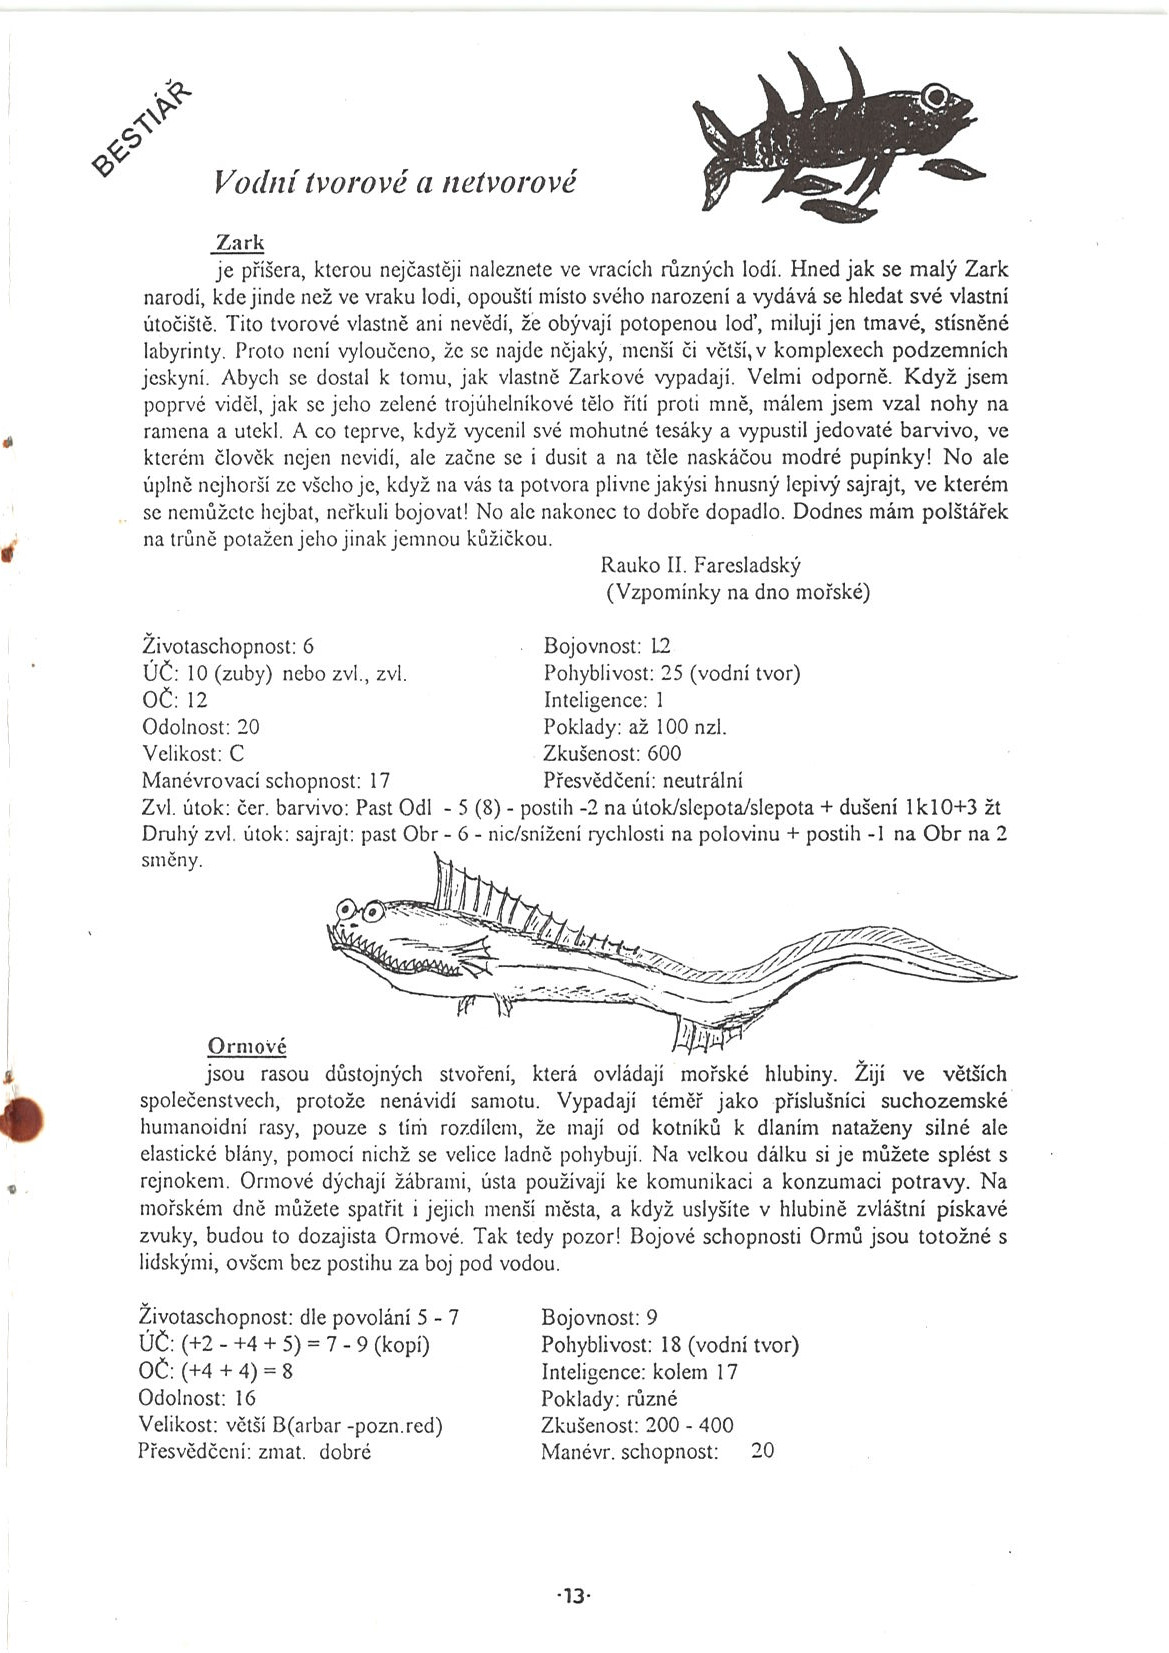 BESTIÁŘ
Vodní tvorové a netvorové
Zark
je příšera, kterou nejčastěji naleznete ve vracích různých lodí. Hned jak se malý Zark
narodí, kde jinde než ve vraku lodi, opouští místo svého narození a vydává se hledat své vlastní
útočiště. Tito tvorové vlastně ani nevědí, že obývají potopenou loď, milují jen tmavé, stísněné
labyrinty. Proto není vyloučeno, že se najde nějaký, menší či větší, v komplexech podzemních
jeskyní. Abych se dostal k tomu, jak vlastně Zarkové vypadají. Velmi odporně. Když jsem
poprvé viděl, jak se jeho zelené trojúhelníkové tělo řítí proti mně, málem jsem vzal nohy na
ramena a utekl. A co teprve, když vycenil své mohutné tesáky a vypustil jedovaté barvivo, ve
kterém člověk nejen nevidí, ale začne se i dusit a na těle naskáčou modré pupínky! No ale
úplně nejhorší ze všeho je, když na vás ta potvora plivne jakýsi hnusný lepivý sajrajt, ve kterém
se nemůžete hejbat, neřkuli bojovat! No ale nakonec to dobře dopadlo. Dodnes mám polštářek
na trůně potažen jeho jinak jemnou kůžičkou.
Rauko II. Faresladský
(Vzpomínky na dno mořské)
Životaschopnost: 6
ÚČ: 10 (zuby) nebo zvl., zvl.
OČ: 12
Odolnost: 20
Velikost: C
Manévrovací schopnost: 17
Bojovnost: 12
Pohyblivost: 25 (vodní tvor)
Inteligence: 1
Poklady: až 100 nzl.
Zkušenost: 600
Přesvědčení: neutrální
Zvl. útok: čer. barvivo: Past Odl - 5 (8) - postih -2 na útok/slepota/slepota + dušení 1k10+3 žt
Druhý zvl. útok: sajrajt: past Obr - 6 - nic/snížení rychlosti na polovinu + postih -1 na Obr na 2
směny.
Ormové
jsou rasou důstojných stvoření, která ovládají mořské hlubiny. Žijí ve větších
společenstvech, protože nenávidí samotu. Vypadají téměř jako příslušníci suchozemské
humanoidní rasy, pouze s tím rozdílem, že mají od kotníků k dlaním nataženy silné ale
elastické blány, pomocí nichž se velice ladně pohybují. Na velkou dálku si je můžete splést s
rejnokem. Ormové dýchají žábrami, ústa používají ke komunikaci a konzumaci potravy. Na
mořském dně můžete spatřit i jejich menší města, a když uslyšíte v hlubině zvláštní pískavé
zvuky, budou to dozajista Ormové. Tak tedy pozor! Bojové schopnosti Ormů jsou totožné s
lidskými, ovšem bez postihu za boj pod vodou.
Životaschopnost: dle povolání 5 - 7
ÚČ: (+2 - +4 + 5) = 7 - 9 (kopí)
OČ: (+4 + 4) = 8
Odolnost: 16
Velikost: větší B(arbar -pozn.red)
Přesvědčení: zmat. dobré
Bojovnost: 9
Pohyblivost: 18 (vodní tvor)
Inteligence: kolem 17
Poklady: různé
Zkušenost: 200 - 400
Manévr. schopnost: 20
·13·